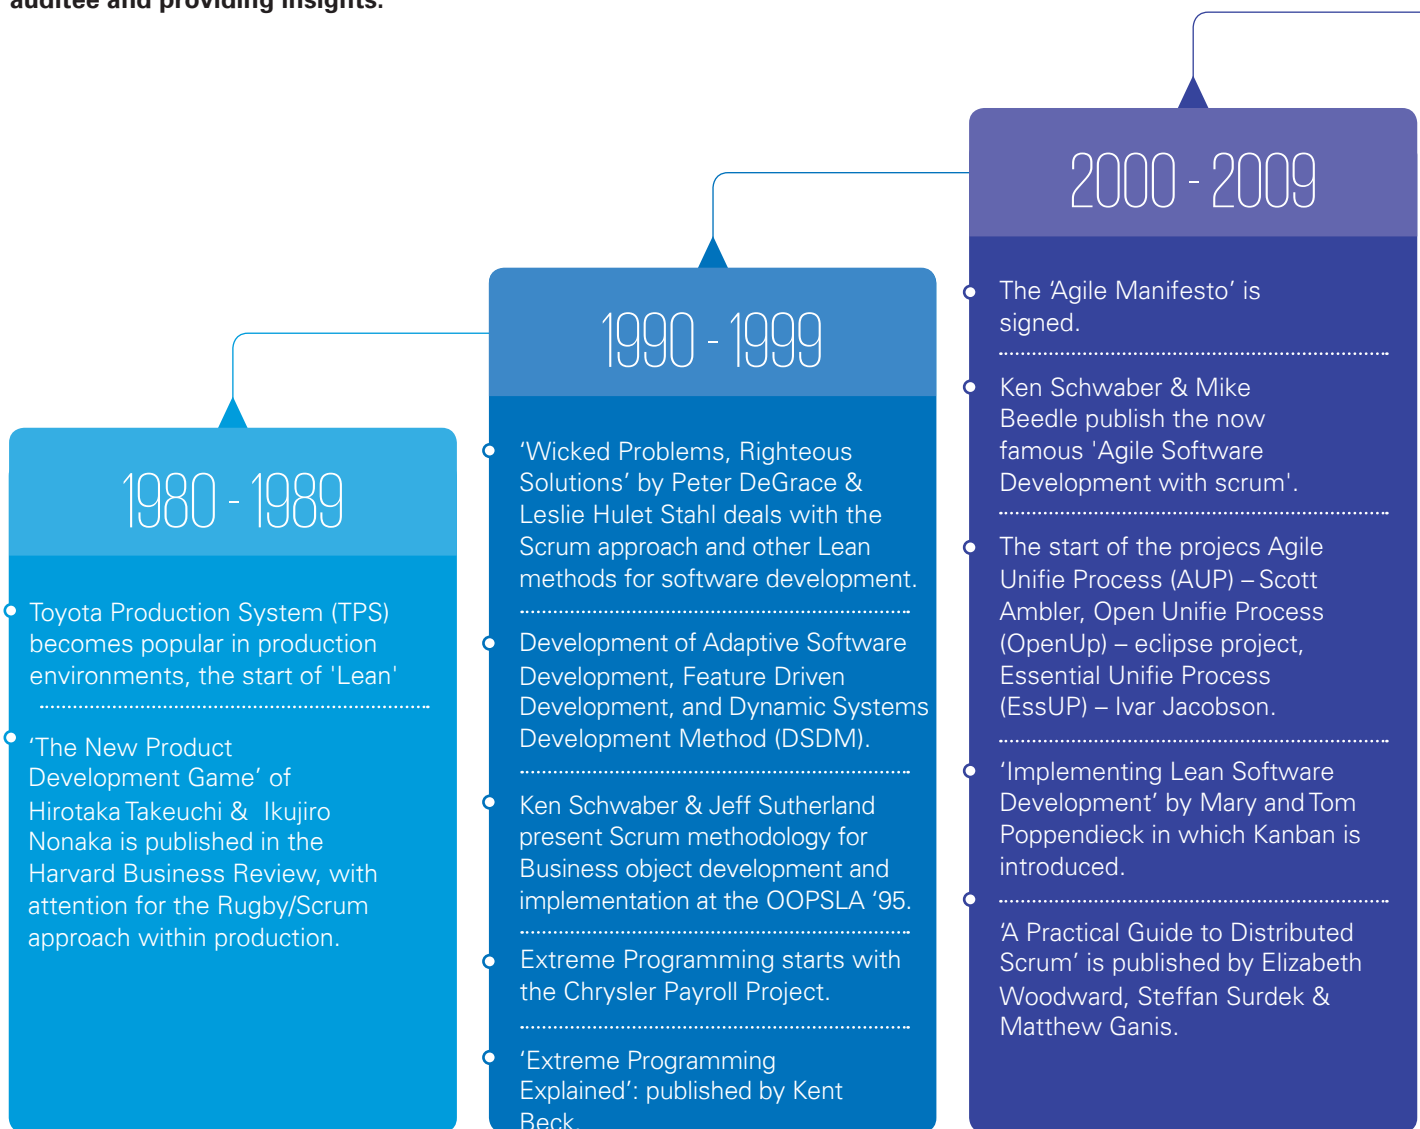 auditee and providing insights.
1980 - 1989
Toyota Production System (TPS)
becomes popular in production
environments, the start of 'Lean'
‘The New Product
Development Game’ of
Hirotaka Takeuchi & Ikujiro
Nonaka is published in the
Harvard Business Review, with
attention for the Rugby/Scrum
approach within production.
1990 - 1999
‘Wicked Problems, Righteous
Solutions’ by Peter DeGrace &
Leslie Hulet Stahl deals with the
Scrum approach and other Lean
methods for software development.
Development of Adaptive Software
Development, Feature Driven
Development, and Dynamic Systems
Development Method (DSDM).
Ken Schwaber & Jeff Sutherland
present Scrum methodology for
Business object development and
implementation at the OOPSLA ‘95.
Extreme Programming starts with
the Chrysler Payroll Project.
‘Extreme Programming
Explained’: published by Kent
Beck.
2000 - 2009
The ‘Agile Manifesto’ is
signed.
Ken Schwaber & Mike
Beedle publish the now
famous 'Agile Software
Development with scrum'.
The start of the projecs Agile
Unifie Process (AUP) – Scott
Ambler, Open Unifie Process
(OpenUp) – eclipse project,
Essential Unifie Process
(EssUP) – Ivar Jacobson.
‘Implementing Lean Software
Development’ by Mary and Tom
Poppendieck in which Kanban is
introduced.
‘A Practical Guide to Distributed
Scrum’ is published by Elizabeth
Woodward, Steffan Surdek &
Matthew Ganis.